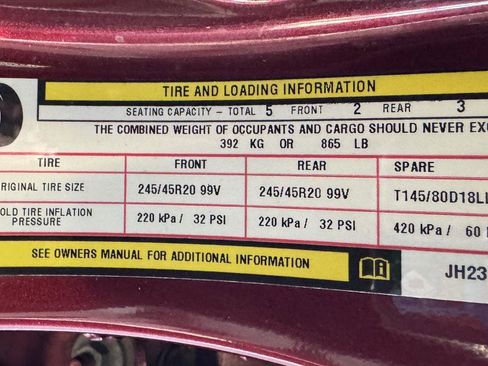 TIRE AND LOADING INFORMATION
SEATING CAPACITY – TOTAL 5 FRONT 2 REAR 3
THE COMBINED WEIGHT OF OCCUPANTS AND CARGO SHOULD NEVER EXC
392 KG OR 865 LB
TIRE FRONT REAR SPARE
RIGINAL TIRE SIZE 245/45R20 99V 245/45R20 99V T145/80D18LL
OLD TIRE INFLATION PRESSURE 220 kPa / 32 PSI 220 kPa / 32 PSI 420 kPa / 60
SEE OWNERS MANUAL FOR ADDITIONAL INFORMATION
JH23